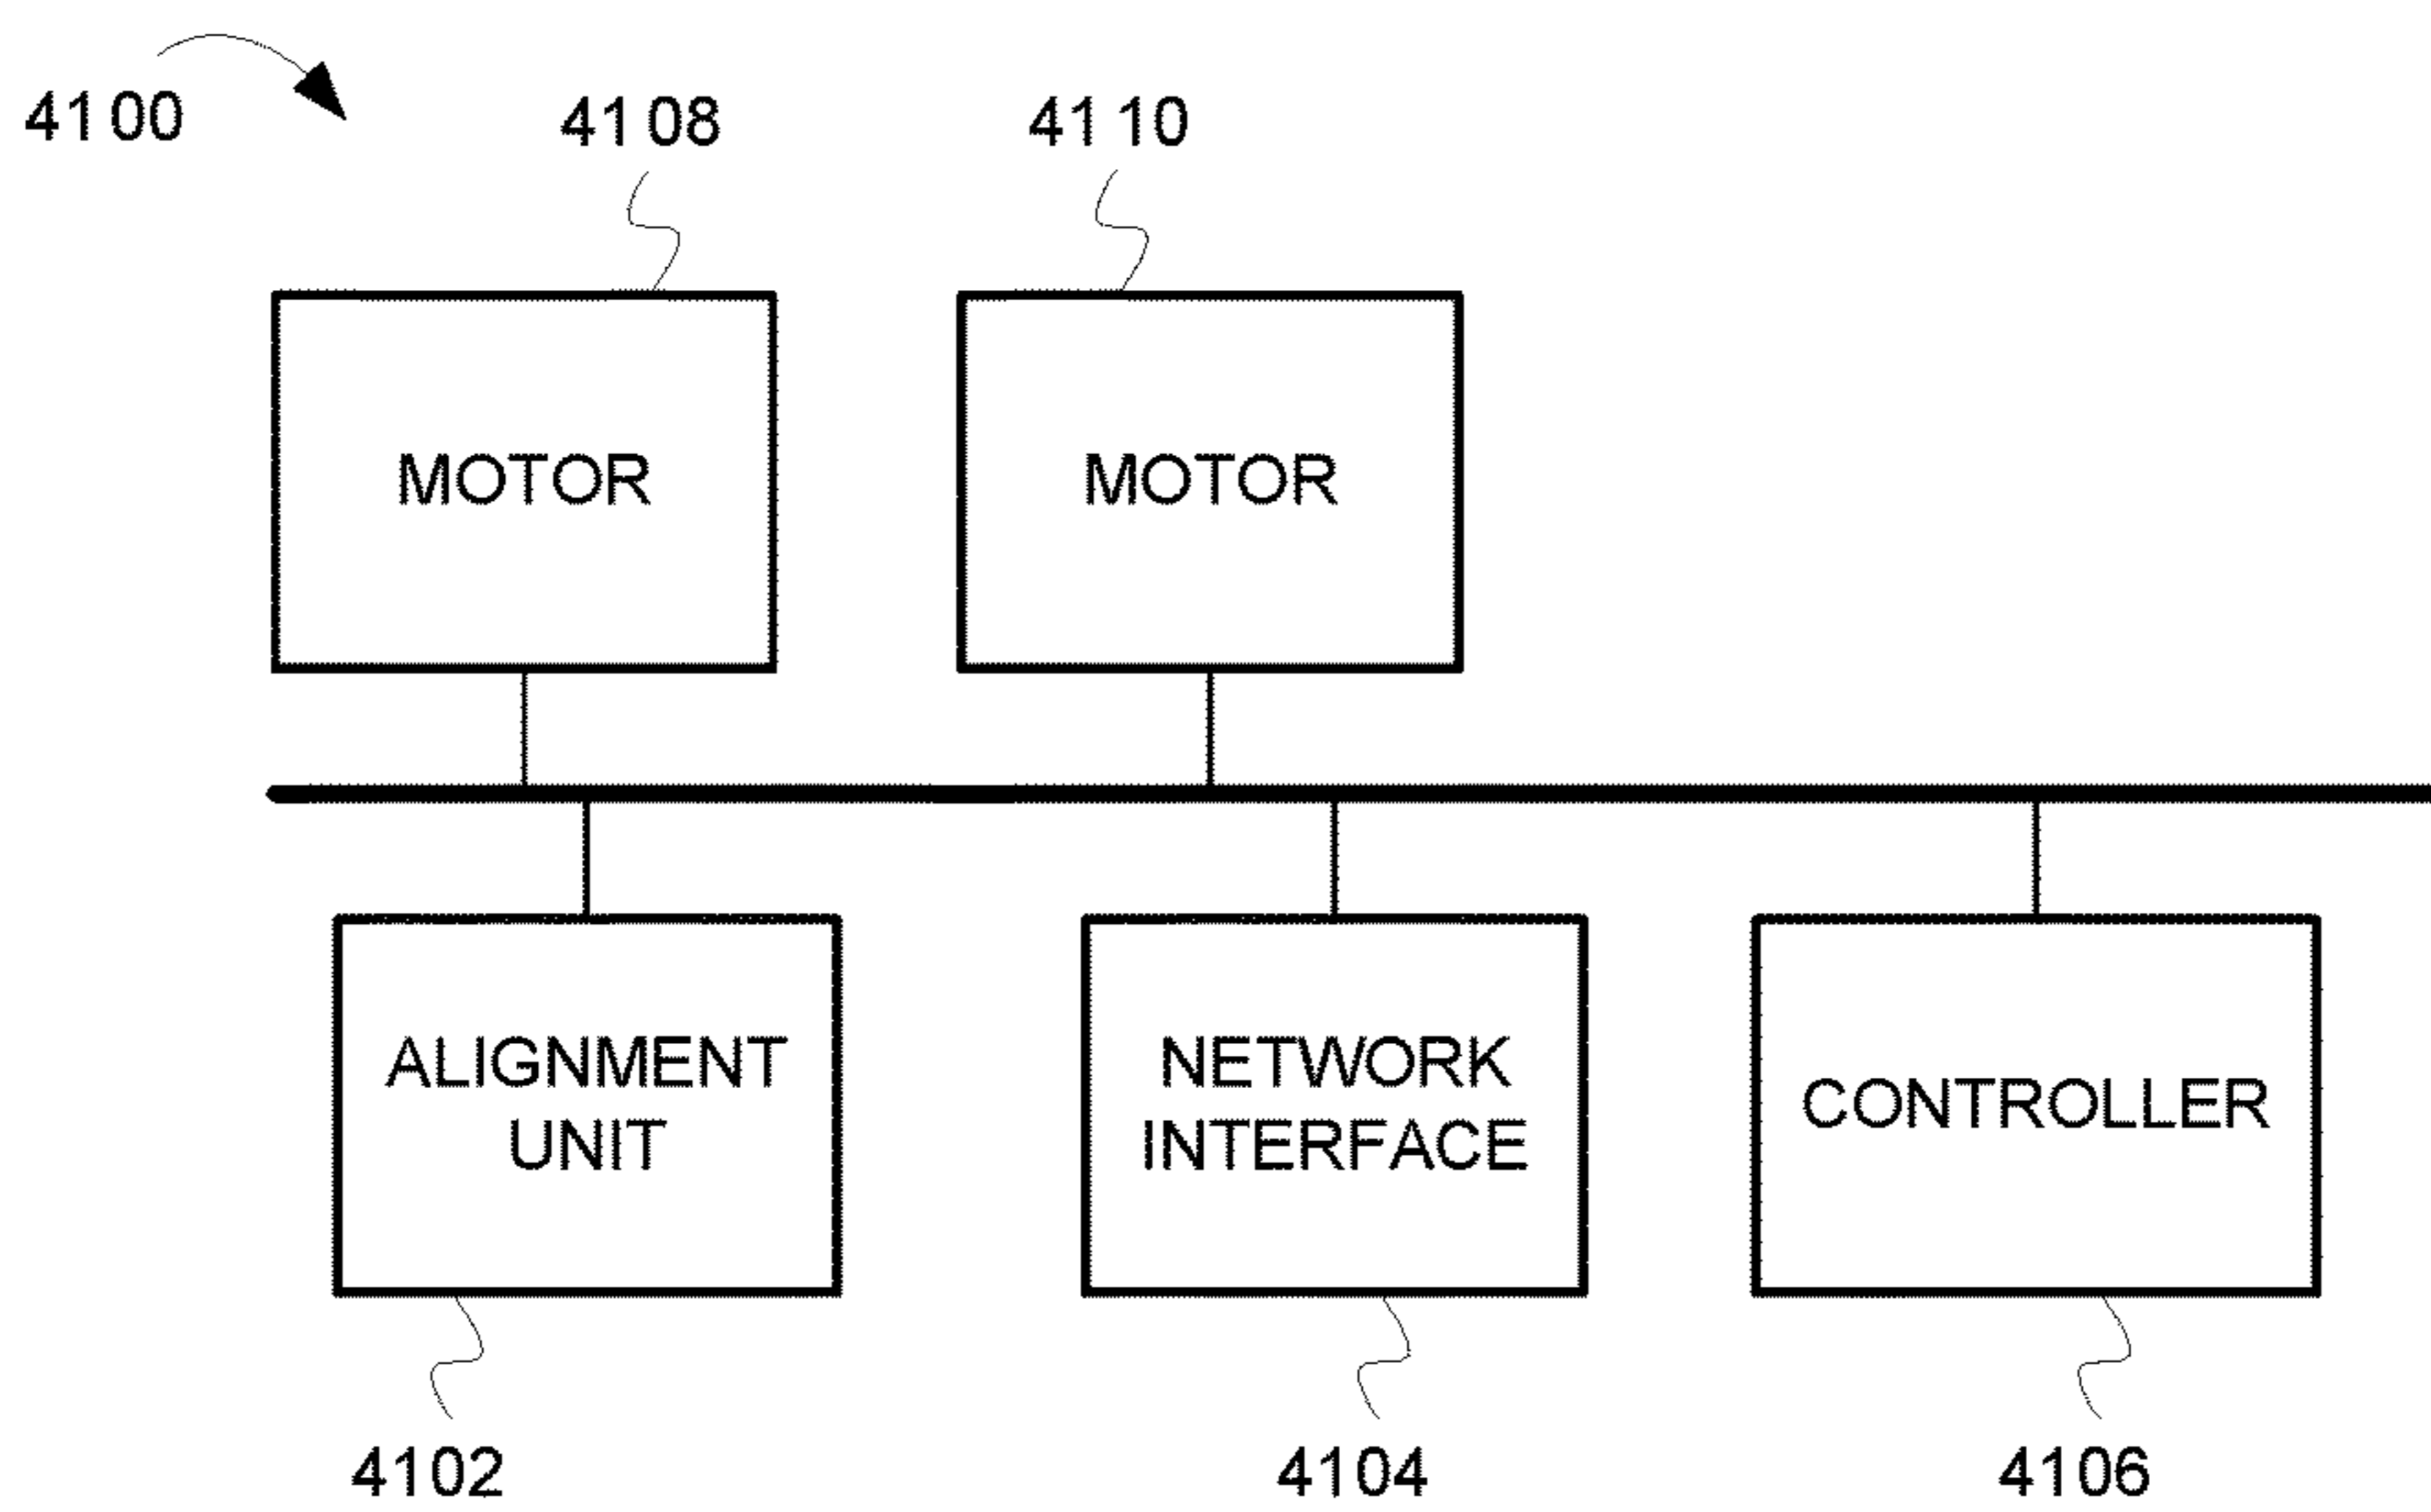 4100
4108
4110
MOTOR
MOTOR
ALIGNMENT
UNIT
NETWORK
INTERFACE
CONTROLLER
4102
4104
4106